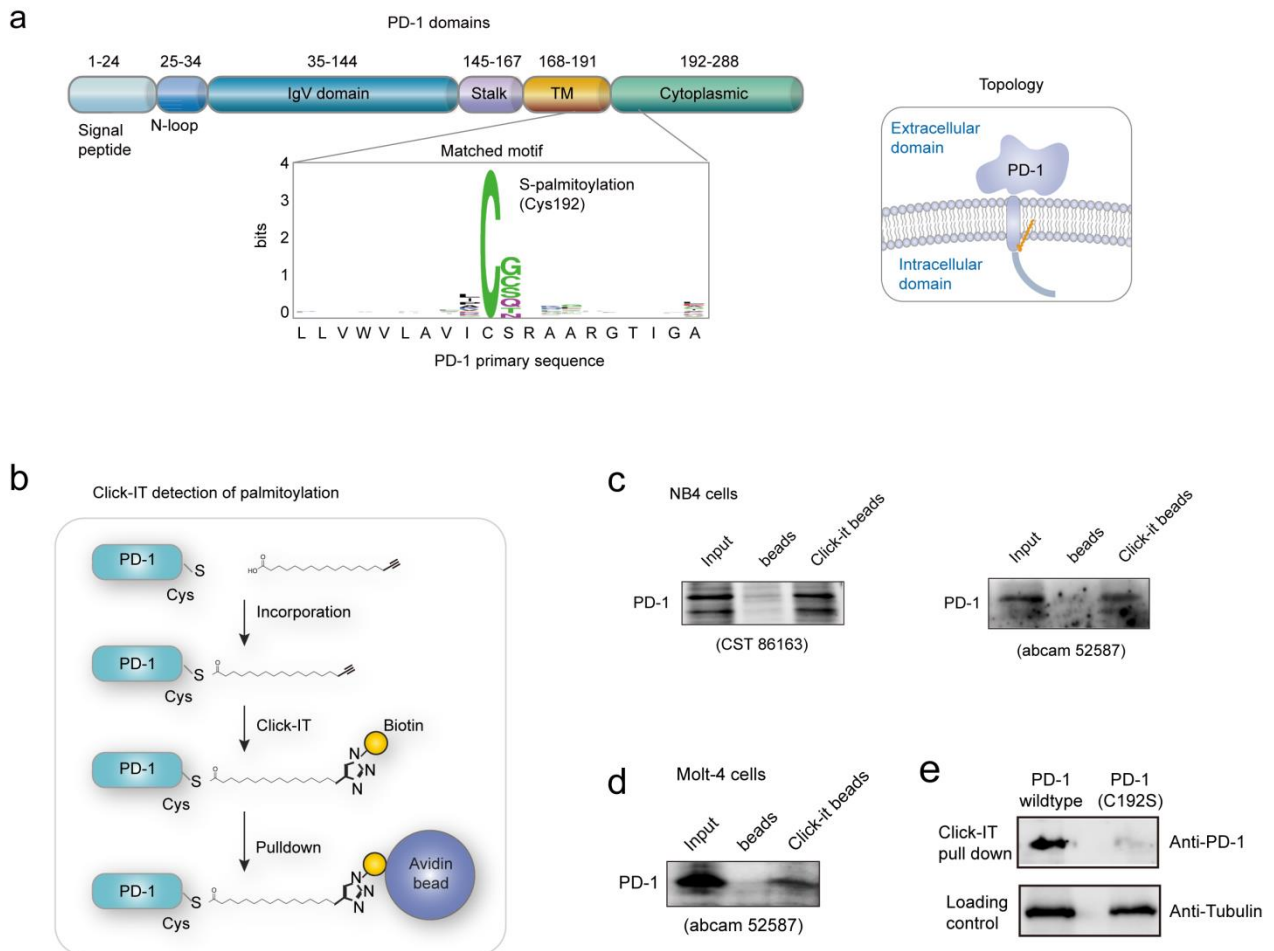 a
PD-1 domains
1-24 25-34 35-144 145-167 168-191 192-288
IgV domain Stalk TM Cytoplasmic
Signal
peptide
N-loop
Matched motif
4
3
2
1
0
bits
S-palmitoylation
(Cys192)
C
G
C
S
Q
L L V W V L A V I C S R A A R G T I G A
PD-1 primary sequence
Topology
Extracellular
domain
PD-1
Intracellular
domain
b
Click-IT detection of palmitoylation
PD-1 S
Cys
O
HO
Incorporation
PD-1 S
O
Cys
Click-IT
Biotin
PD-1 S
O
N
N
N
Cys
Pulldown
PD-1 S
O
N
N
N
Avidin
bead
Cys
c
NB4 cells
Input beads Click-it beads
PD-1
(CST 86163)
Input beads Click-it beads
PD-1
(abcam 52587)
d
Molt-4 cells
Input beads Click-it beads
PD-1
(abcam 52587)
e
PD-1
wildtype
PD-1
(C192S)
Click-IT
pull down
Anti-PD-1
Loading
control
Anti-Tubulin